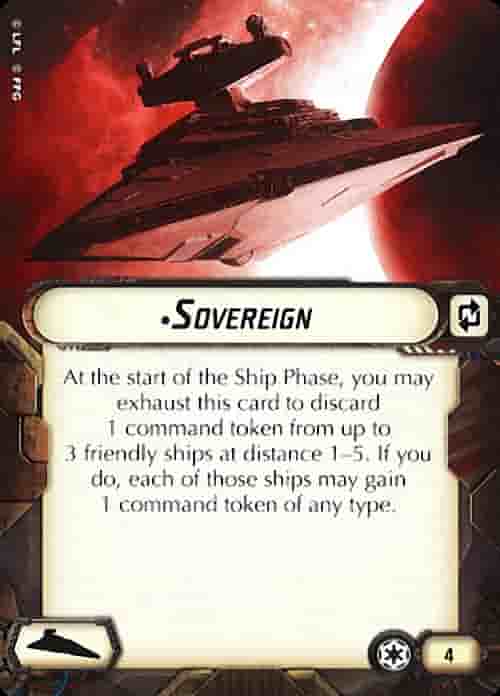 © LFL © FFG
•SOVEREIGN
At the start of the Ship Phase, you may
exhaust this card to discard
1 command token from up to
3 friendly ships at distance 1–5. If you
do, each of those ships may gain
1 command token of any type.
4